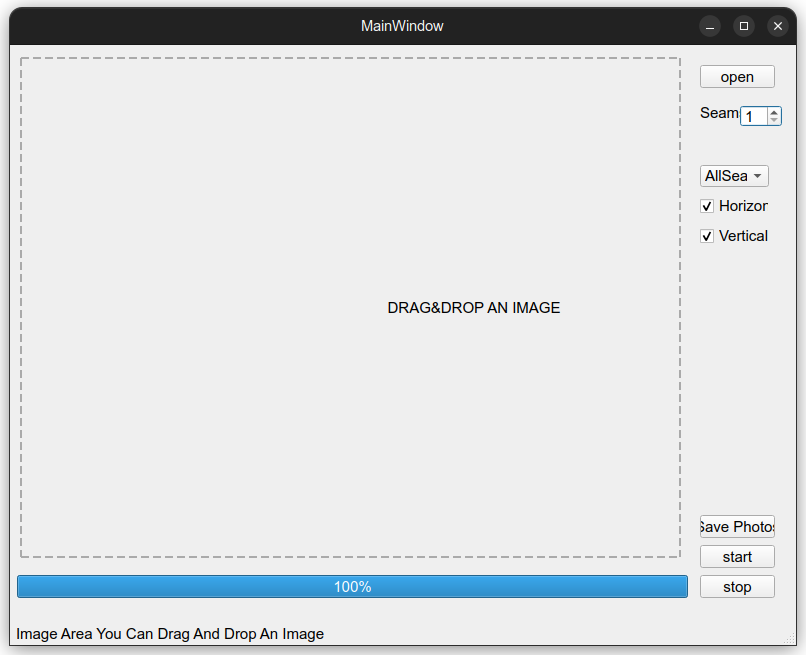 MainWindow
open
Seam
1
AllSea
Horizor
Vertical
DRAG&DROP AN IMAGE
Save Photos
start
100%
stop
Image Area You Can Drag And Drop An Image